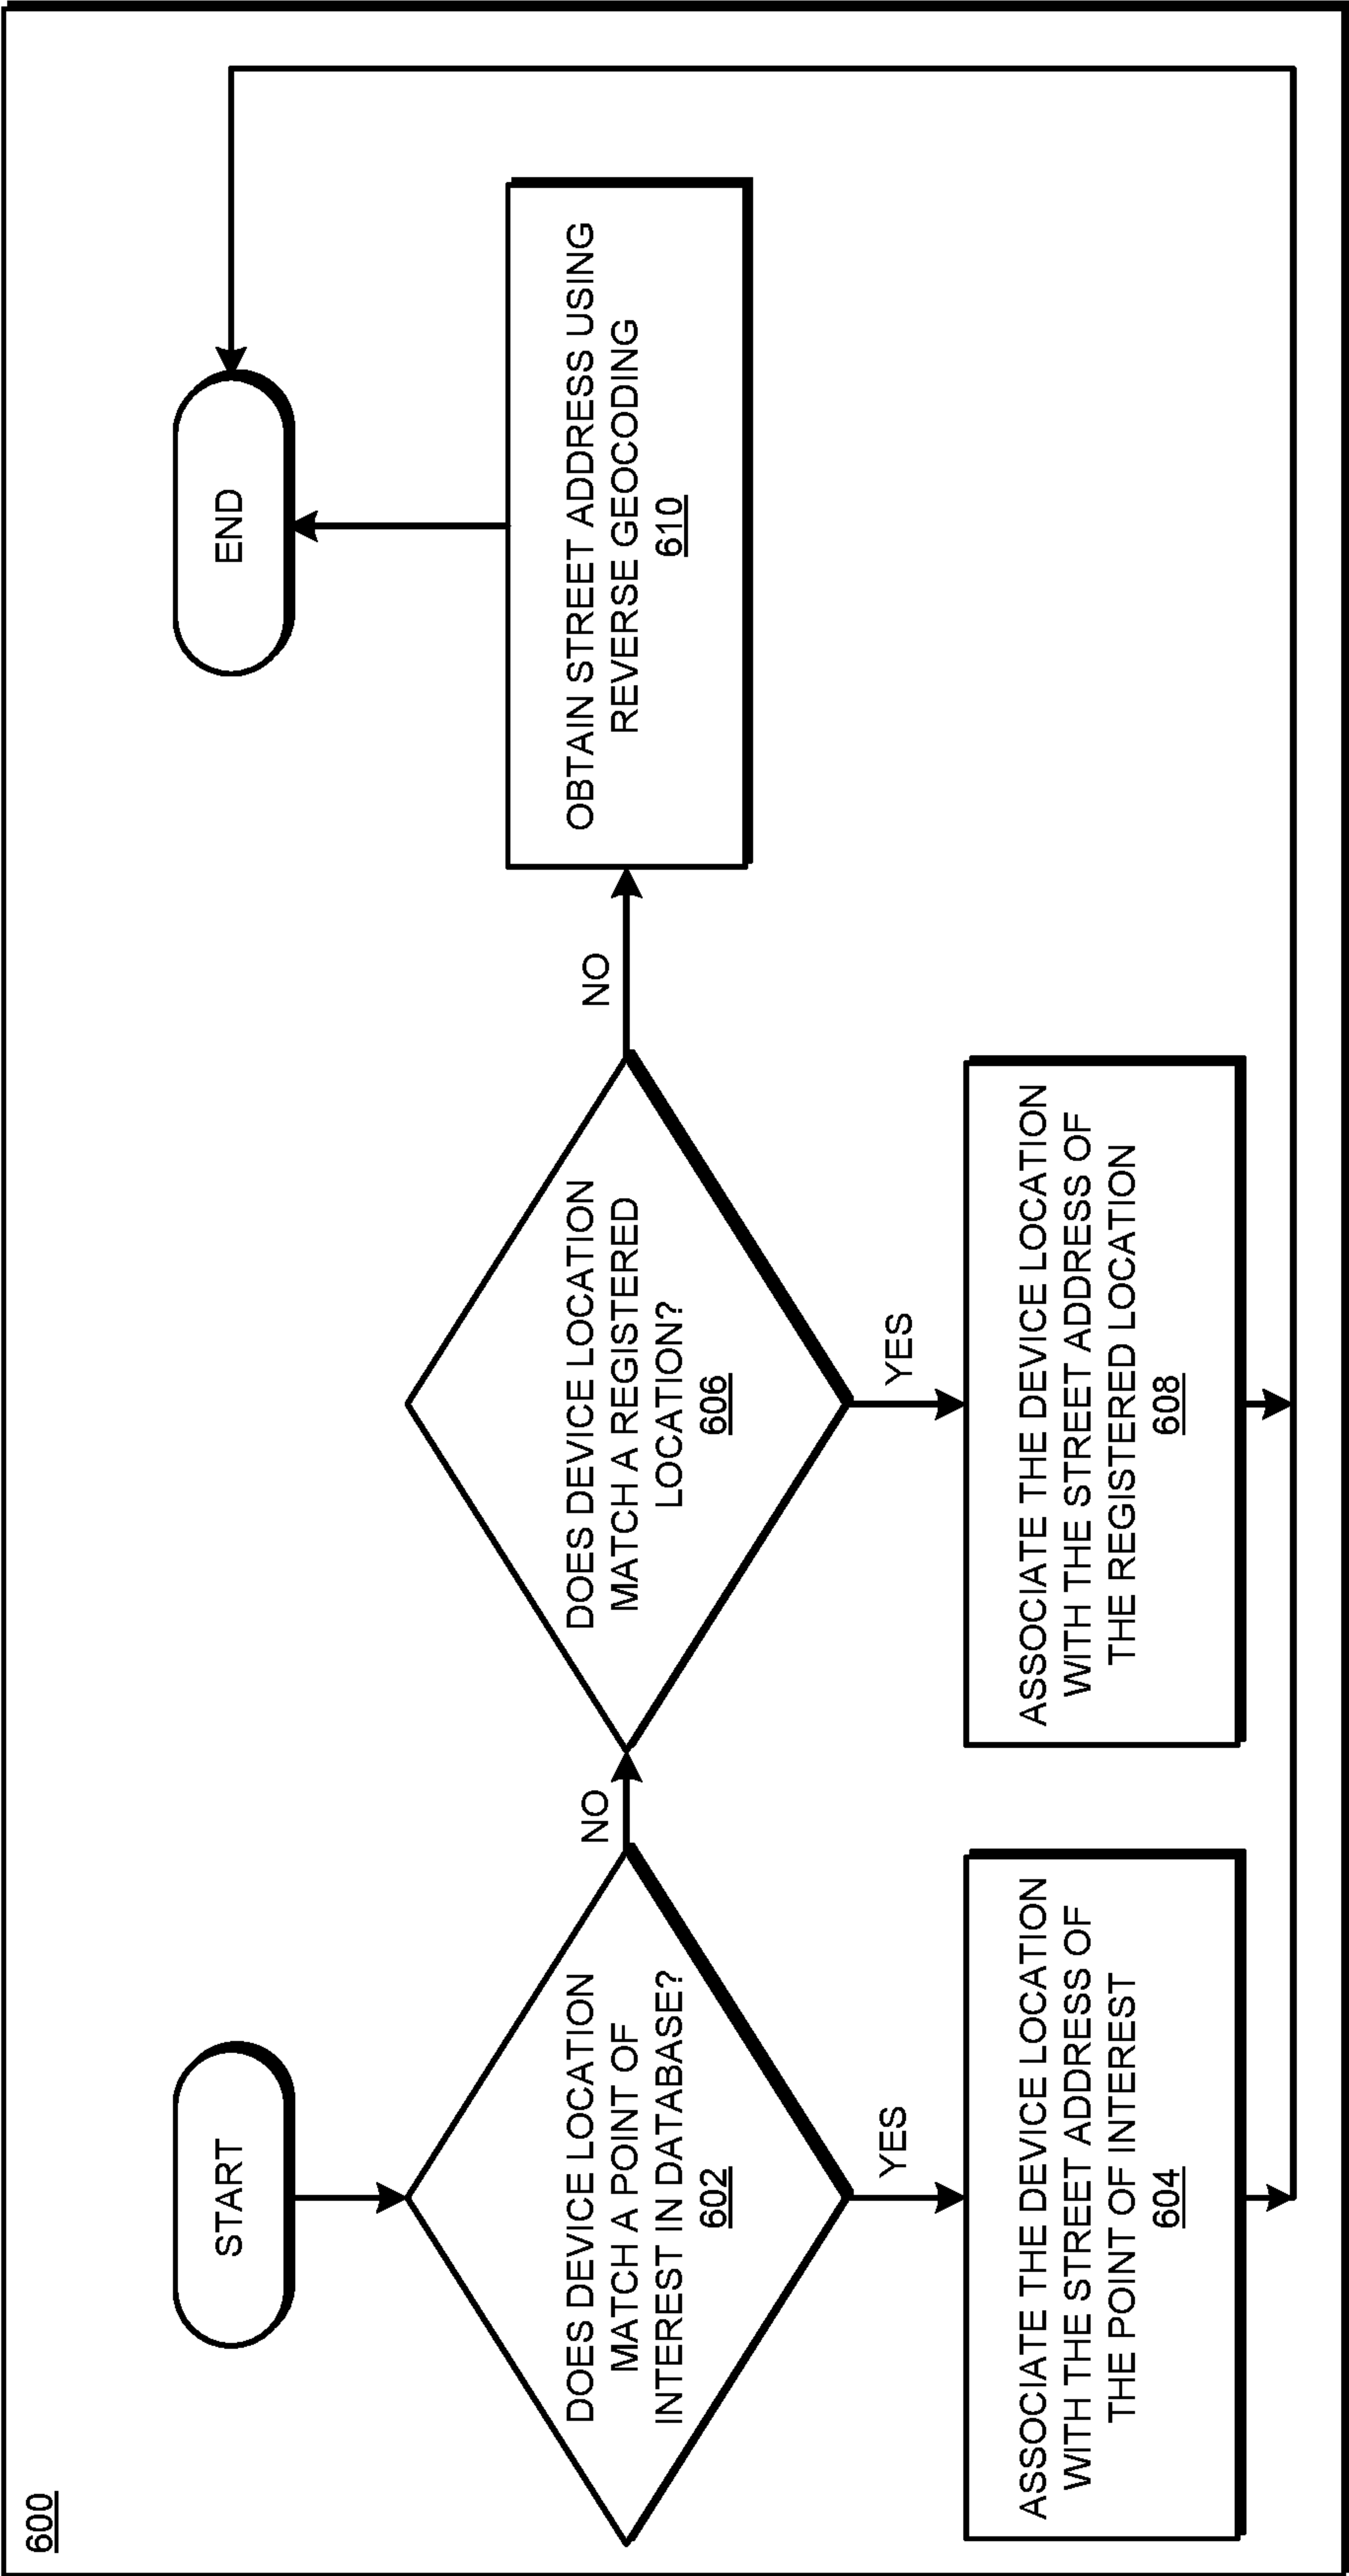 600
START
DOES DEVICE LOCATION
MATCH A POINT OF
INTEREST IN DATABASE?
602
NO
YES
ASSOCIATE THE DEVICE LOCATION
WITH THE STREET ADDRESS OF
THE POINT OF INTEREST
604
DOES DEVICE LOCATION
MATCH A REGISTERED
LOCATION?
606
NO
YES
ASSOCIATE THE DEVICE LOCATION
WITH THE STREET ADDRESS OF
THE REGISTERED LOCATION
608
OBTAIN STREET ADDRESS USING
REVERSE GEOCODING
610
END